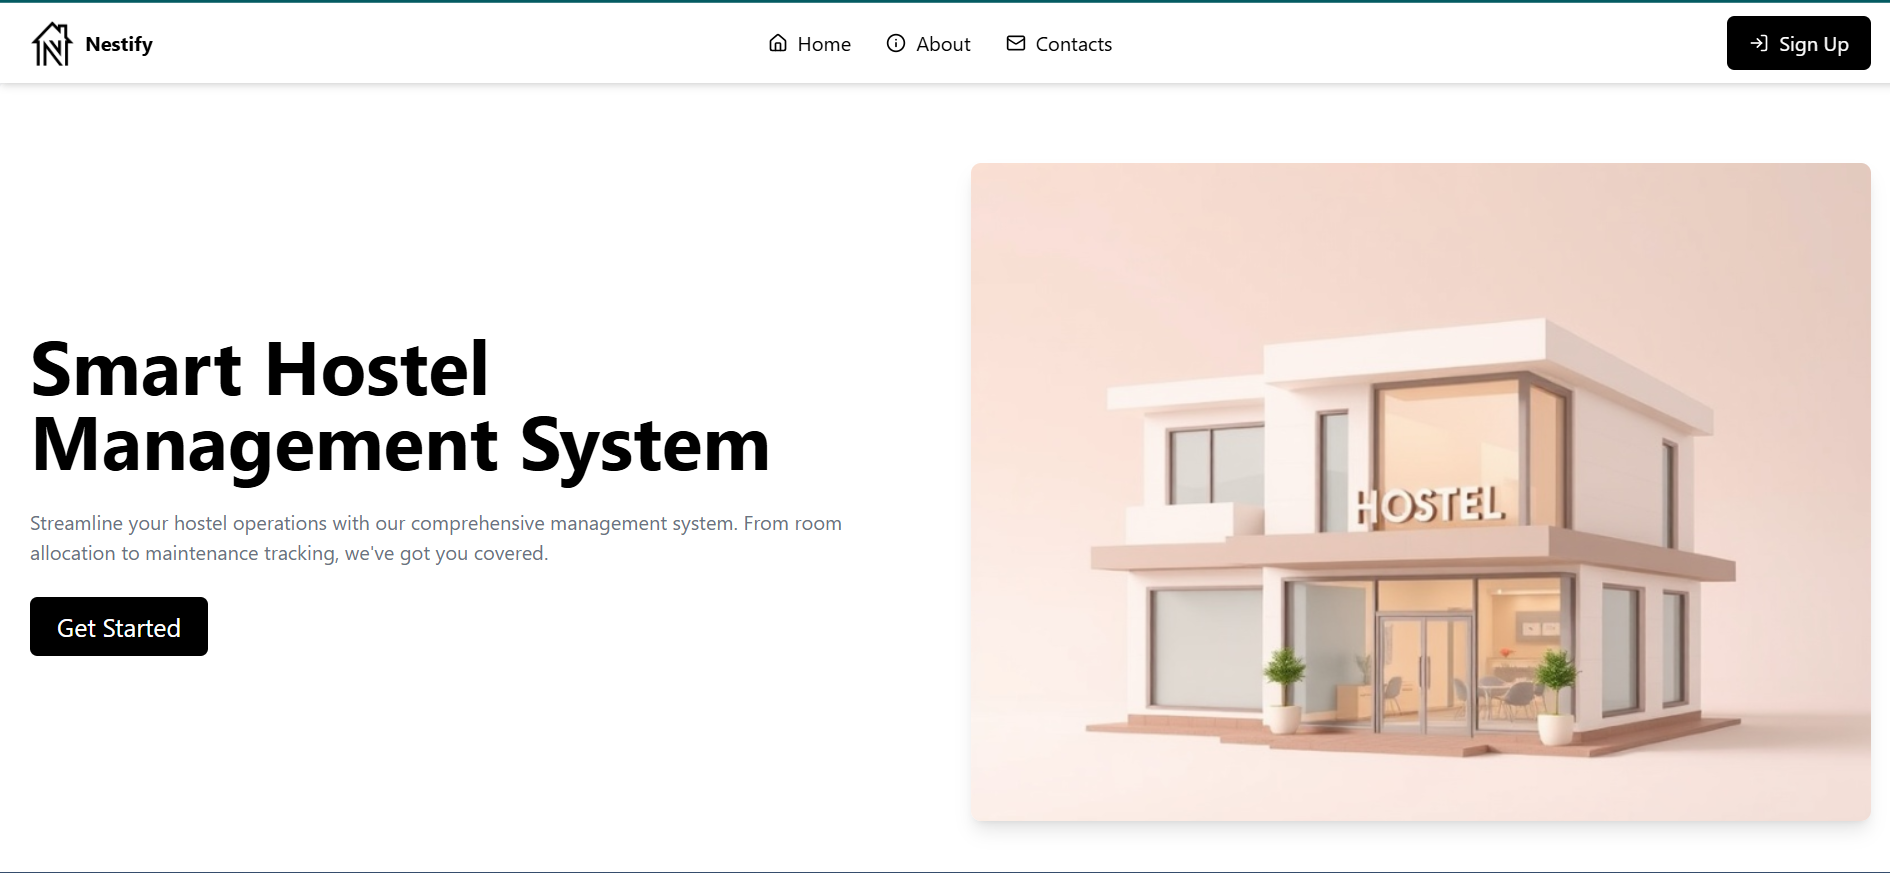 Nestify
Home
About
Contacts
Sign Up
Smart Hostel
Management System
Streamline your hostel operations with our comprehensive management system. From room
allocation to maintenance tracking, we've got you covered.
Get Started
HOSTEL